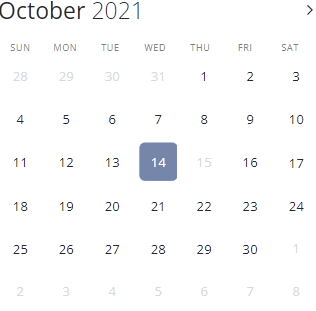 October 2021
SUN MON TUE WED THU FRI SAT
28 29 30 31 1 2 3
4 5 6 7 8 9 10
11 12 13 14 15 16 17
18 19 20 21 22 23 24
25 26 27 28 29 30 1
2 3 4 5 6 7 8